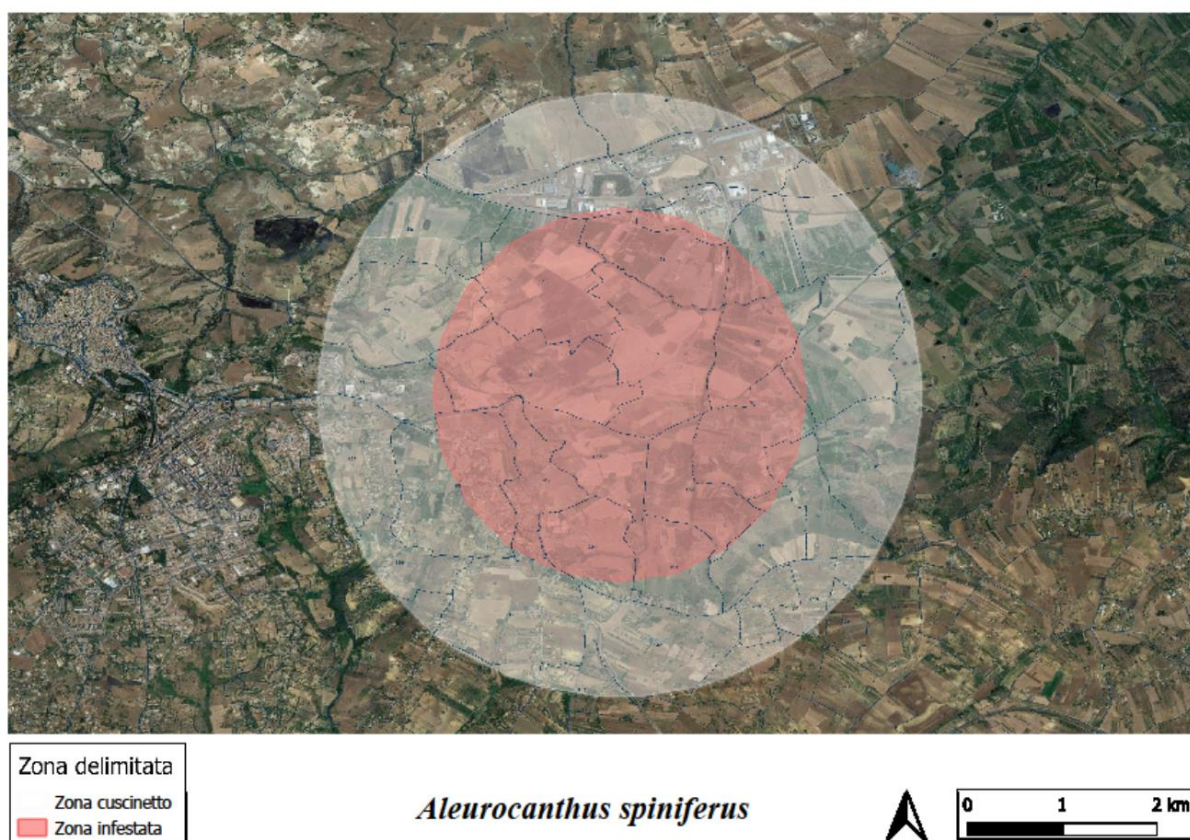 Zona delimitata
Zona cuscinetto
Zona infestata
Aleurocanthus spiniferus
0 1 2 km